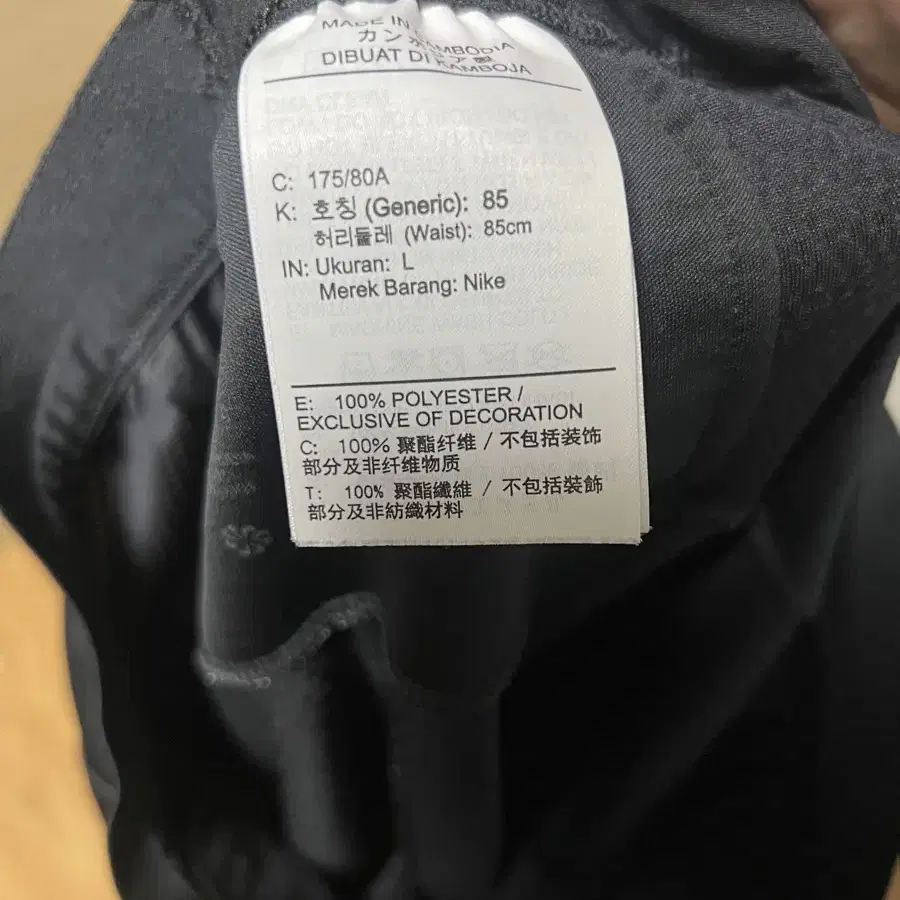 MADE IN CAMBODIA
カンボジア製
DIBUAT DI KAMBOJA
C: 175/80A
K: 호칭 (Generic): 85
허리둘레 (Waist): 85cm
IN: Ukuran: L
Merek Barang: Nike
E: 100% POLYESTER /
EXCLUSIVE OF DECORATION
C: 100% 聚酯纤维 / 不包括装饰
部分及非纤维物质
T: 100% 聚酯纖維 / 不包括裝飾
部分及非紡織材料